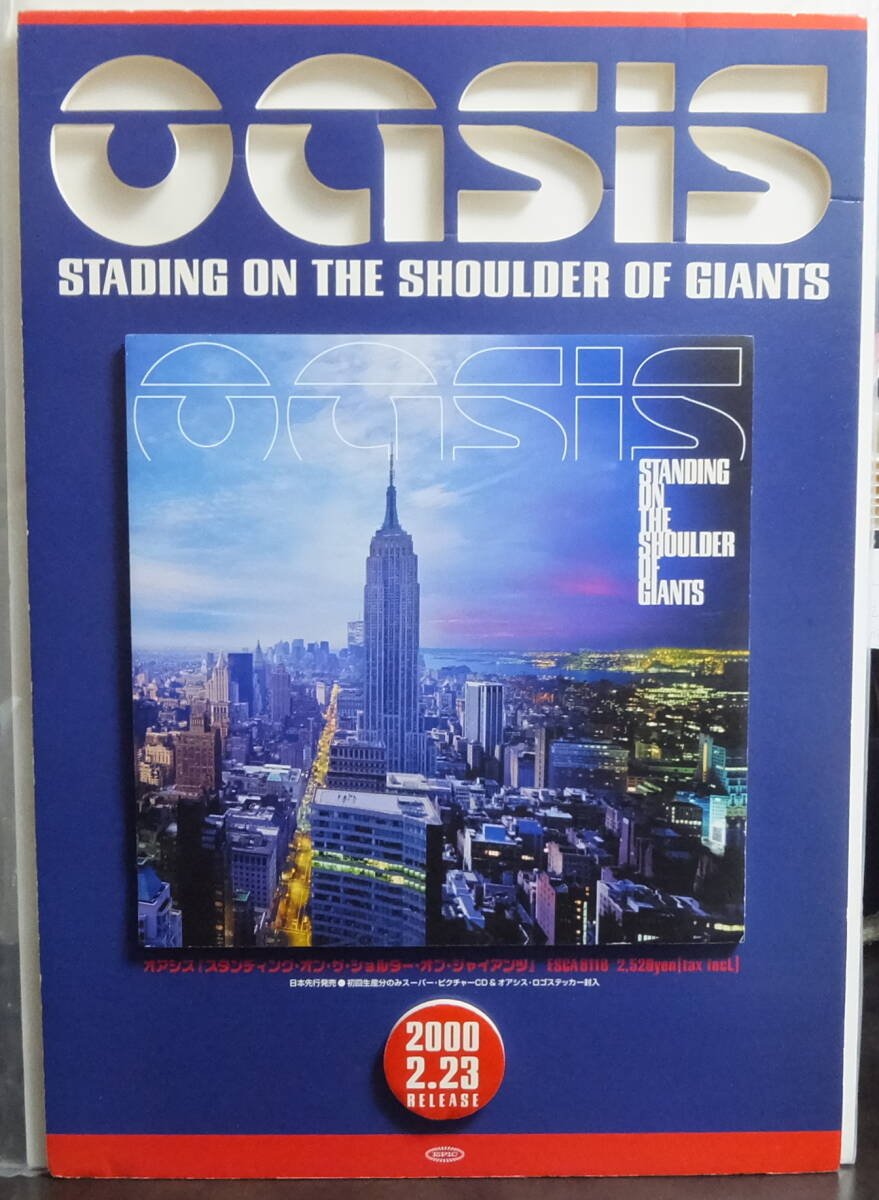 oasis
STADING ON THE SHOULDER OF GIANTS
oasis
STANDING
ON
THE
SHOULDER
OF
GIANTS
オアシス「スタンディング・オン・ザ・ショルダー・オン・ジャイアンツ」 ESCA 8118 2,520yen[tax incl.]
日本先行発売●初回生産分のみスーパー・ピクチャーCD & オアシス・ロゴステッカー封入
2000
2.23
RELEASE
EPIC